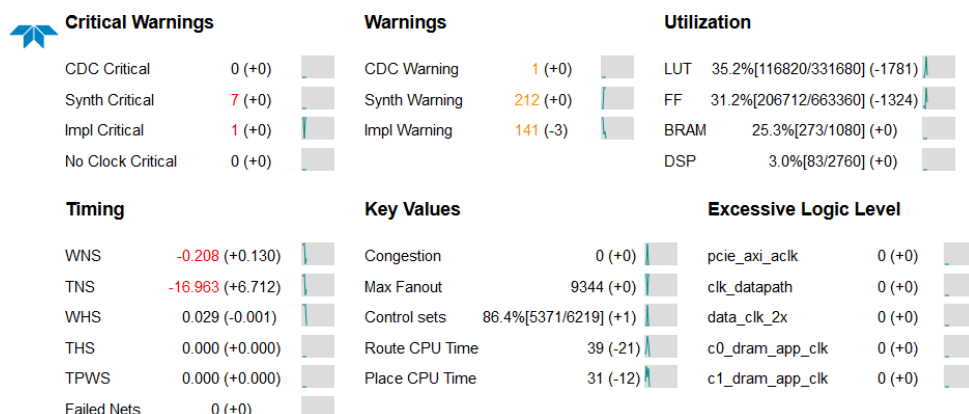 Critical Warnings
CDC Critical 0 (+0)
Synth Critical 7 (+0)
Impl Critical 1 (+0)
No Clock Critical 0 (+0)
Warnings
CDC Warning 1 (+0)
Synth Warning 212 (+0)
Impl Warning 141 (-3)
Utilization
LUT 35.2%[116820/331680] (-1781)
FF 31.2%[206712/663360] (-1324)
BRAM 25.3%[273/1080] (+0)
DSP 3.0%[83/2760] (+0)
Timing
WNS -0.208 (+0.130)
TNS -16.963 (+6.712)
WHS 0.029 (-0.001)
THS 0.000 (+0.000)
TPWS 0.000 (+0.000)
Failed Nets 0 (+0)
Key Values
Congestion 0 (+0)
Max Fanout 9344 (+0)
Control sets 86.4%[5371/6219] (+1)
Route CPU Time 39 (-21)
Place CPU Time 31 (-12)
Excessive Logic Level
pcie_axi_aclk 0 (+0)
clk_datapath 0 (+0)
data_clk_2x 0 (+0)
c0_dram_app_clk 0 (+0)
c1_dram_app_clk 0 (+0)